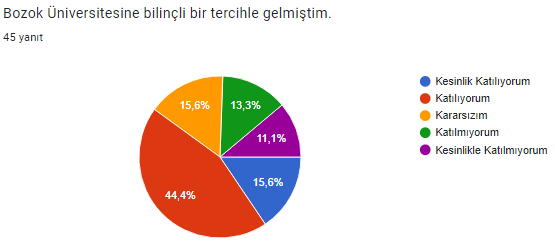 Bozok Üniversitesine bilinçli bir tercihle gelmiştim.
45 yanıt
15,6%
13,3%
11,1%
15,6%
44,4%
Kesinlik Katılıyorum
Katılıyorum
Kararsızım
Katılmıyorum
Kesinlikle Katılmıyorum